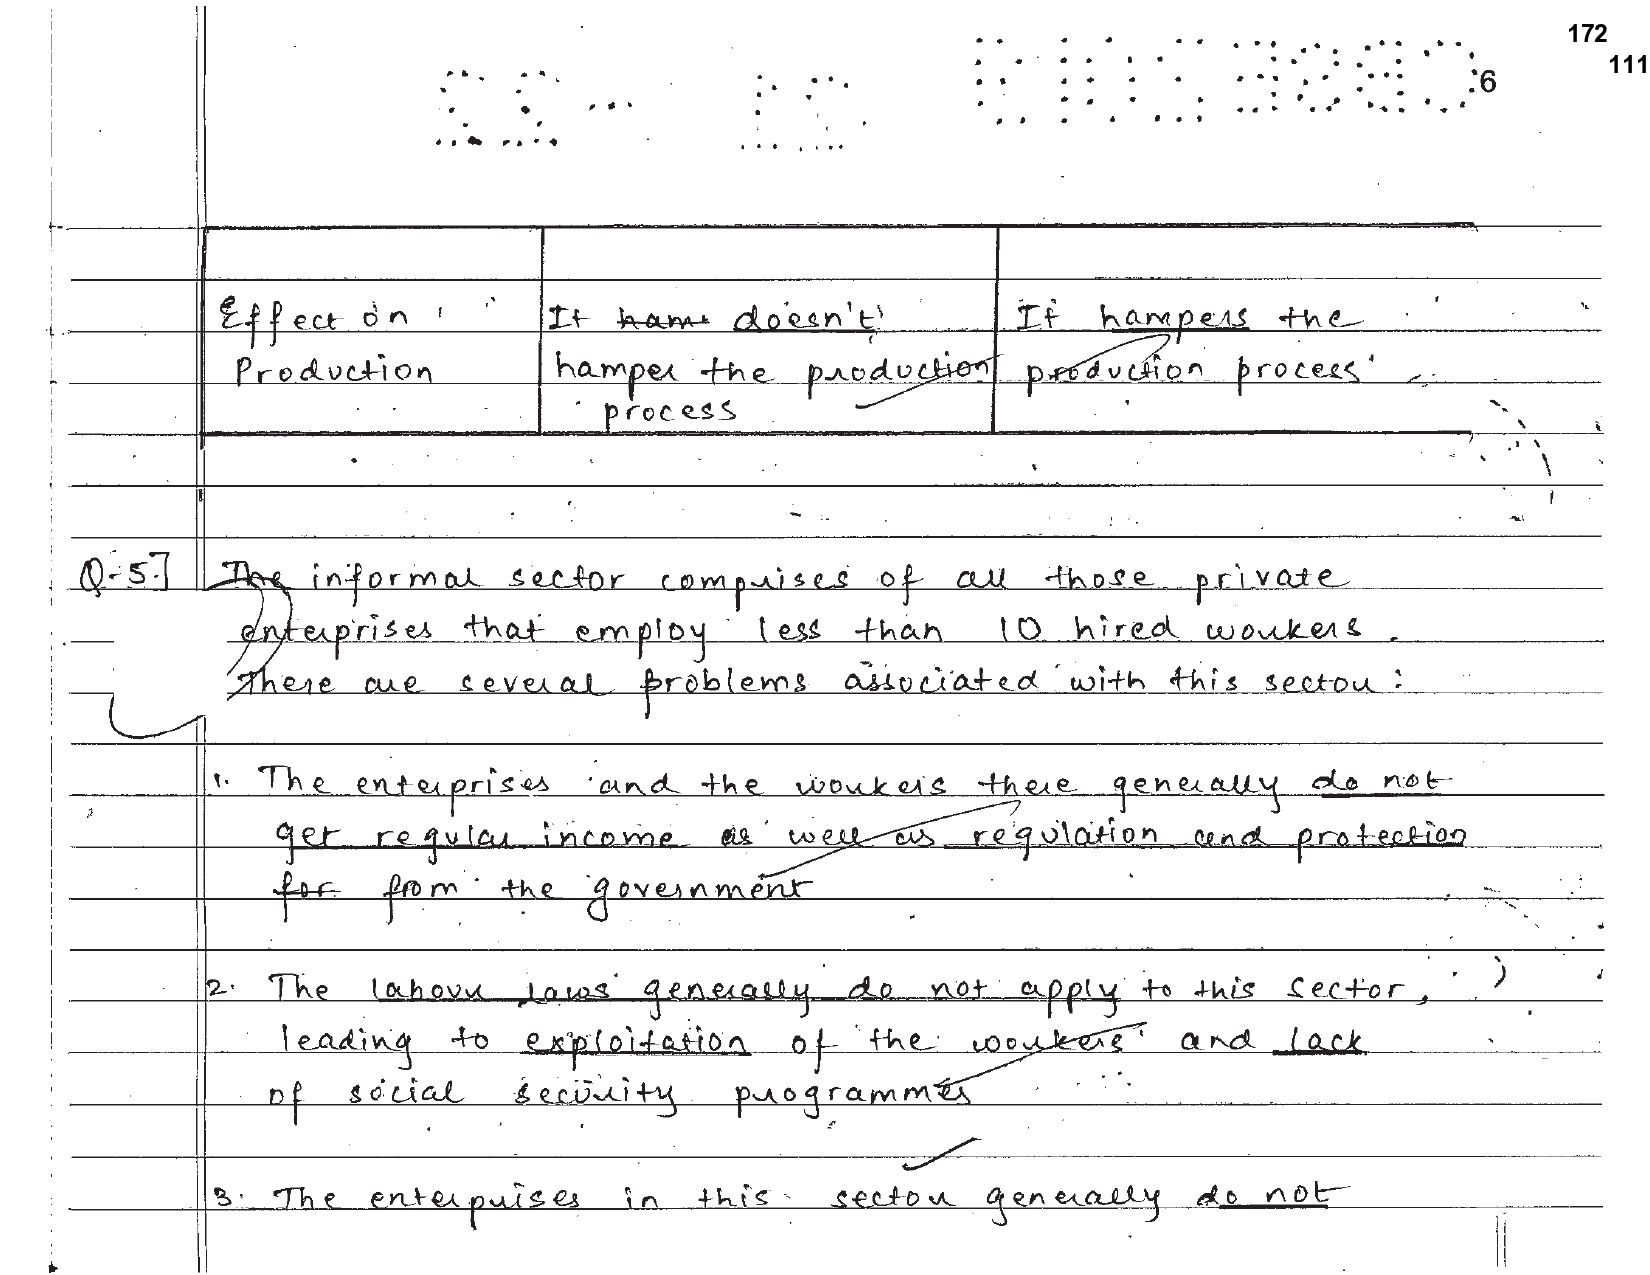 172
111
6
Effect on It ham doesn't It hampers the
Production hamper the production production process
process
Q-5.] The informal sector comprises of all those private
enterprises that employ less than 10 hired workers.
There are several problems associated with this sector:
1. The enterprises and the workers there generally do not
get regular income as well as regulation and protection
for from the government
2. The labour laws generally do not apply to this sector,
leading to exploitation of the workers and lack
of social security programmes
3. The enterprises in this sector generally do not